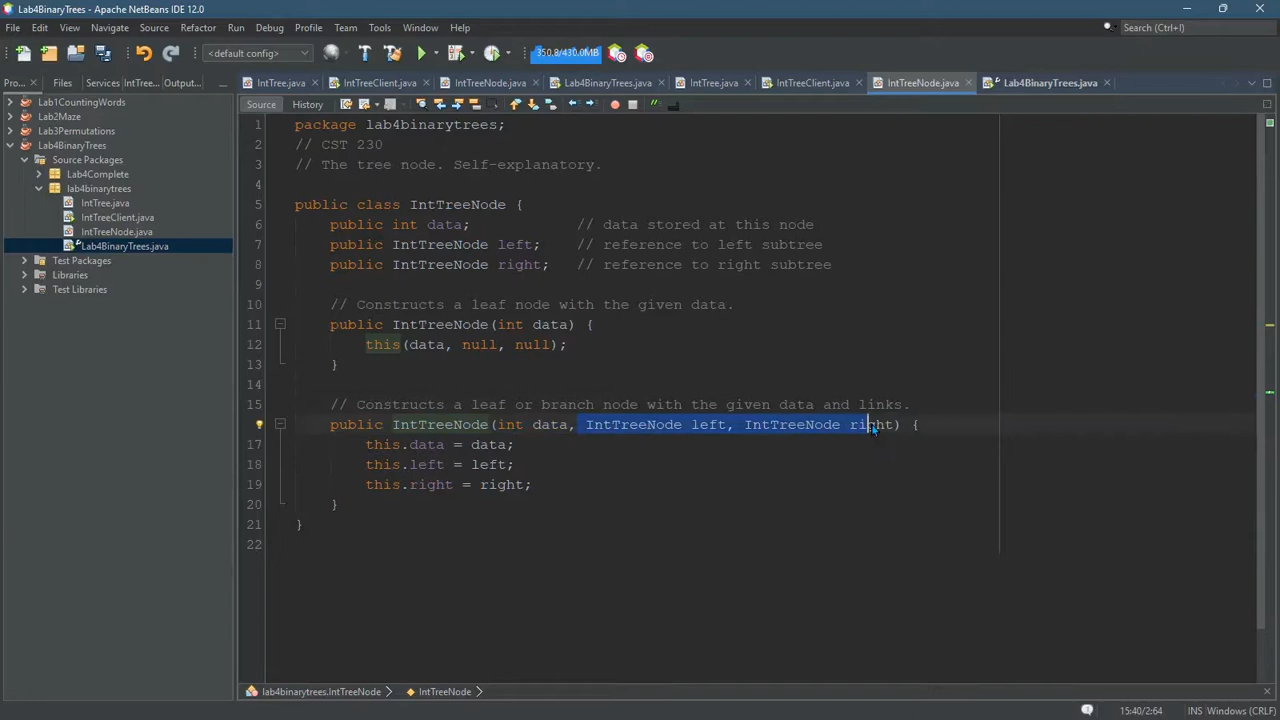 Lab4BinaryTrees - Apache NetBeans IDE 12.0
File Edit View Navigate Source Refactor Run Debug Profile Team Tools Window Help
Search (Ctrl+I)
<default config>
350.8/430.0MB
Pro... Files Services IntTree... Output...
IntTree.java IntTreeClient.java IntTreeNode.java Lab4BinaryTrees.java IntTree.java IntTreeClient.java IntTreeNode.java Lab4BinaryTrees.java
Source History
Lab1CountingWords
Lab2Maze
Lab3Permutations
Lab4BinaryTrees
Source Packages
Lab4Complete
lab4binarytrees
IntTree.java
IntTreeClient.java
IntTreeNode.java
Lab4BinaryTrees.java
Test Packages
Libraries
Test Libraries
1 package lab4binarytrees;
2 // CST 230
3 // The tree node. Self-explanatory.
4
5 public class IntTreeNode {
6 public int data; // data stored at this node
7 public IntTreeNode left; // reference to left subtree
8 public IntTreeNode right; // reference to right subtree
9
10 // Constructs a leaf node with the given data.
11 public IntTreeNode(int data) {
12 this(data, null, null);
13 }
14
15 // Constructs a leaf or branch node with the given data and links.
public IntTreeNode(int data, IntTreeNode left, IntTreeNode right) {
17 this.data = data;
18 this.left = left;
19 this.right = right;
20 }
21 }
22
lab4binarytrees.IntTreeNode IntTreeNode
15:40/2:64 INS Windows (CRLF)